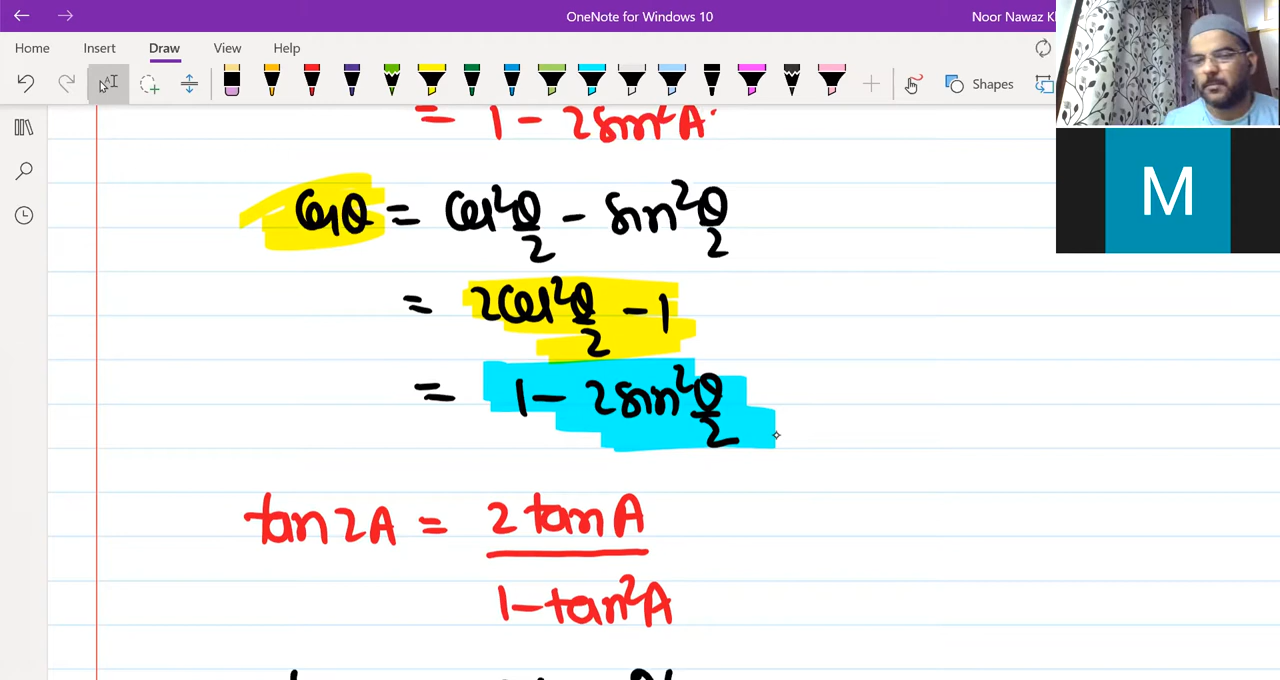 OneNote for Windows 10
Noor Nawaz Kh
Home Insert Draw View Help
Shapes
= 1 - 2sin²A
cosθ = cos²θ/2 - sin²θ/2
= 2cos²θ/2 - 1
= 1 - 2sin²θ/2
tan2A = 2tanA
1 - tan²A
M